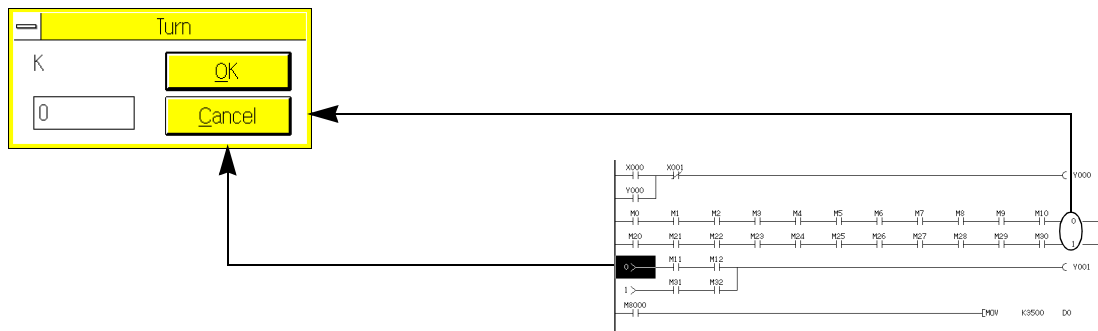 Turn
K
OK
0
Cancel
X000 X001
Y000
Y000
M0 M1 M2 M3 M4 M5 M6 M7 M8 M9 M10
0
M20 M21 M22 M23 M24 M25 M26 M27 M28 M29 M30
1
0 M11 M12
Y001
1 M31 M32
M8000
MOV K3500 D0